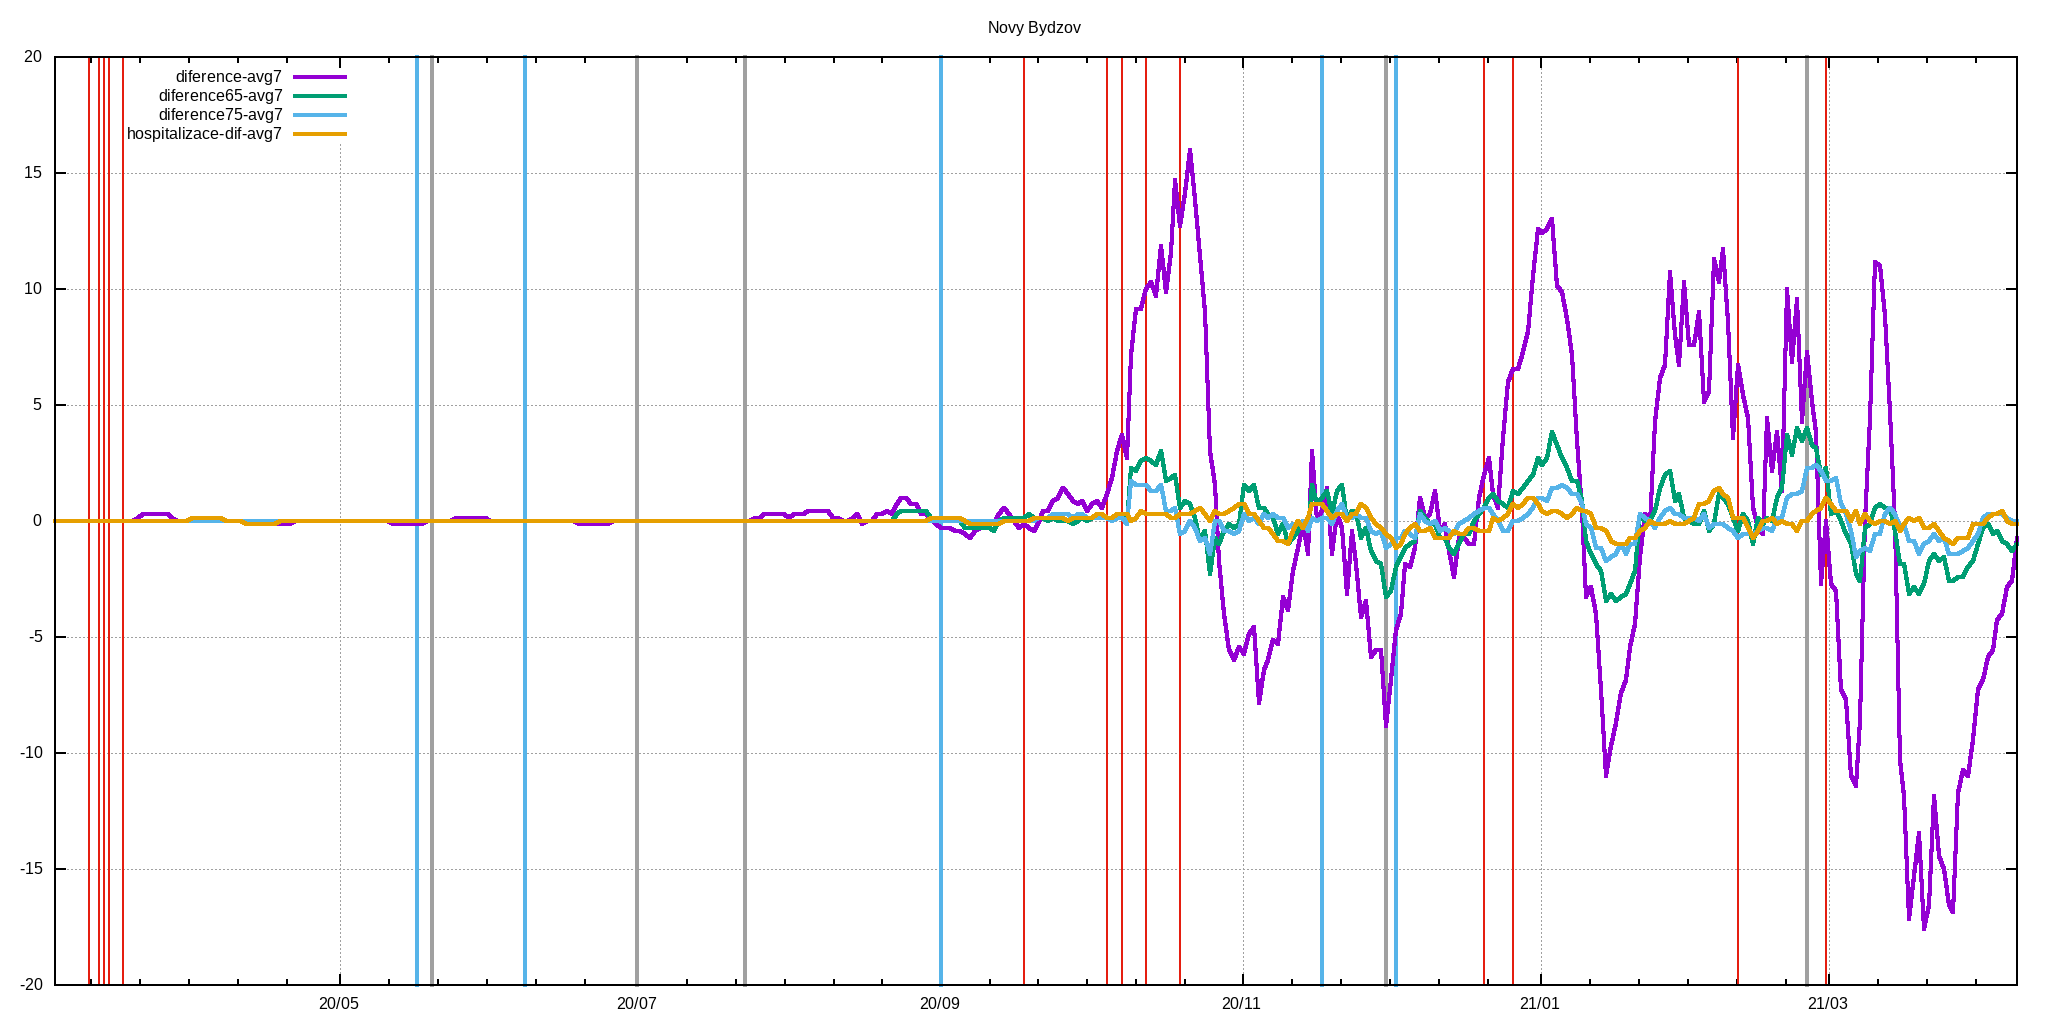 Novy Bydzov
20
diference-avg7
diference65-avg7
diference75-avg7
hospitalizace-dif-avg7
15
10
5
0
-5
-10
-15
-20
20/05 20/07 20/09 20/11 21/01 21/03